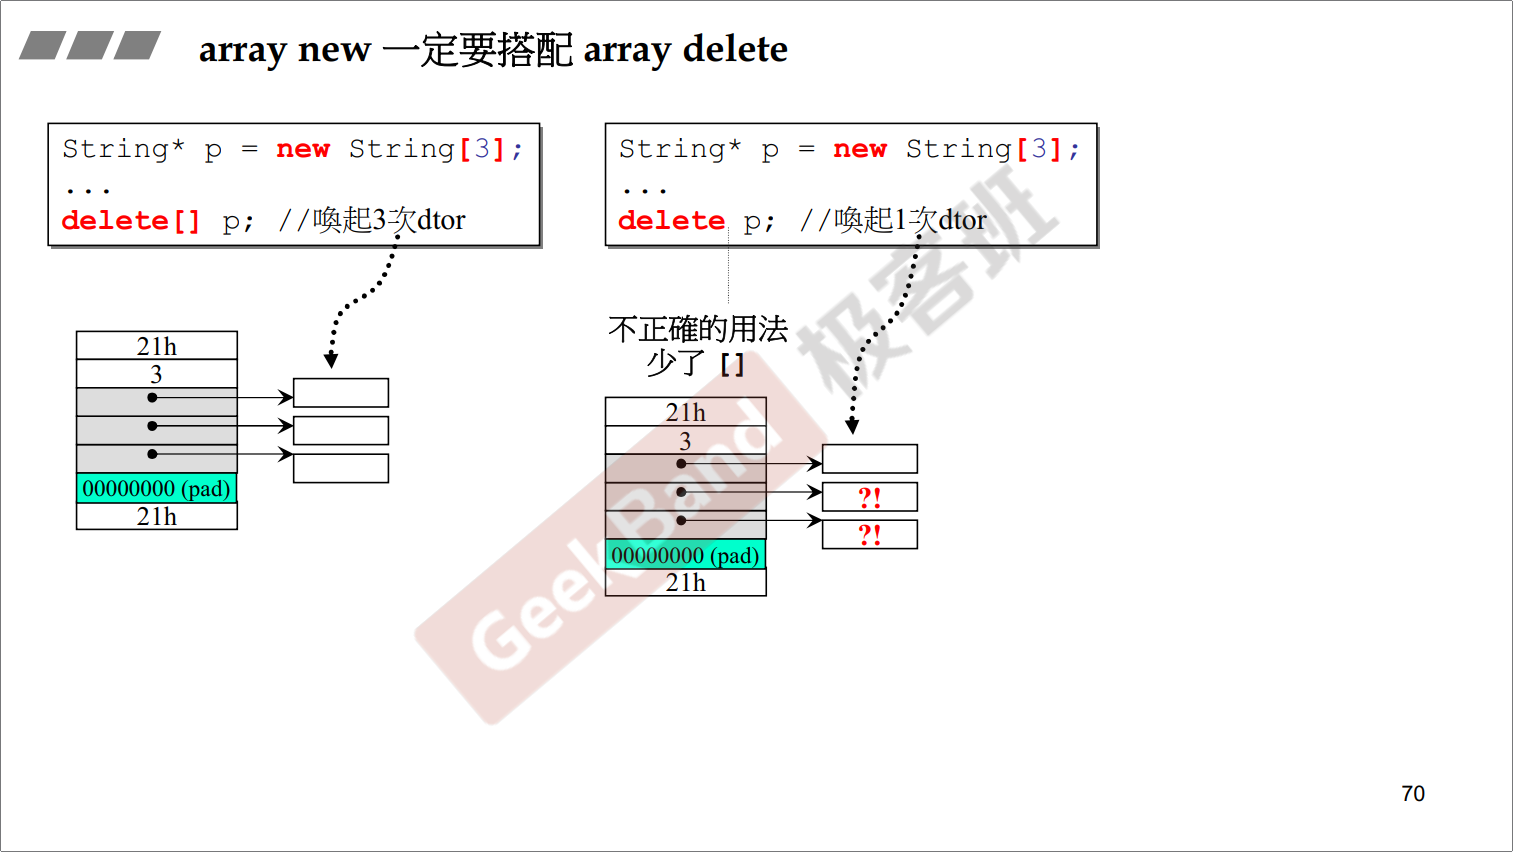 array new 一定要搭配 array delete
String* p = new String[3];
...
delete[] p; //喚起3次dtor
21h
3
00000000 (pad)
21h
String* p = new String[3];
...
delete p; //喚起1次dtor
不正確的用法
少了 []
21h
3
?!
?!
00000000 (pad)
21h
GeekBand 极客班
70